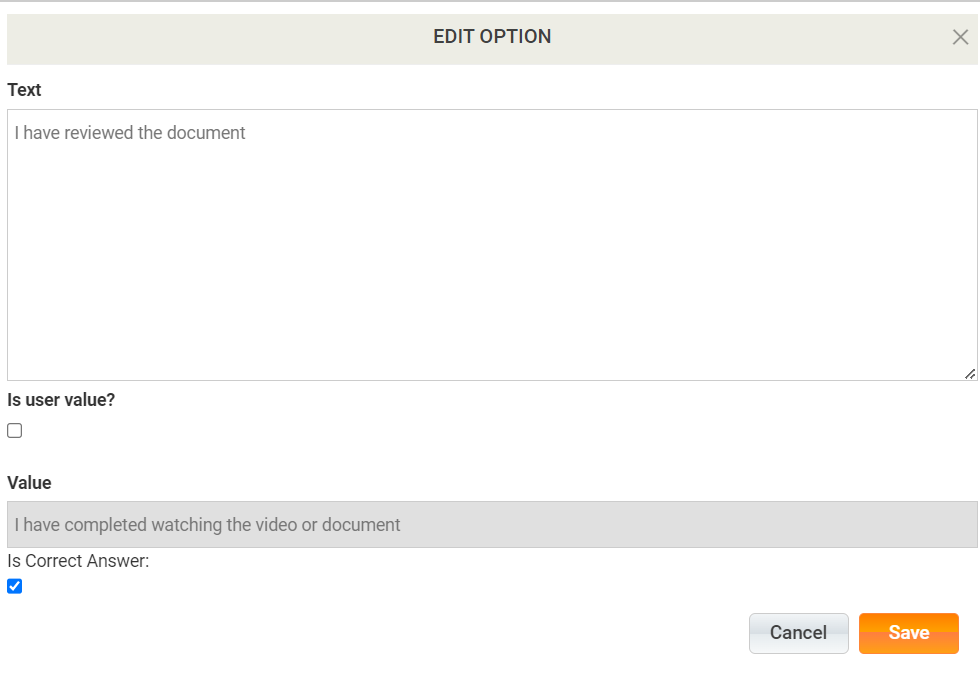 EDIT OPTION
Text
I have reviewed the document
Is user value?
Value
I have completed watching the video or document
Is Correct Answer:
Cancel Save